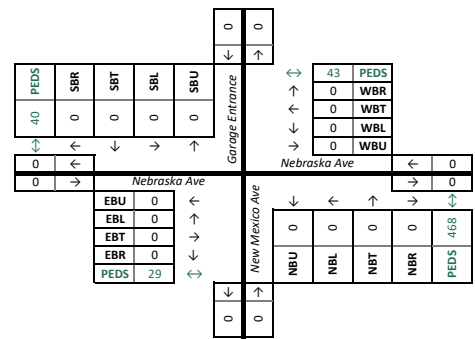 0 0
↓ ↑
PEDS SBR SBT SBL SBU
40 0 0 0 0
↕ ← ↓ → ↑
Garage Entrance
↔ 43 PEDS
↑ 0 WBR
← 0 WBT
↓ 0 WBL
→ 0 WBU
0 ←
Nebraska Ave
← 0
0 →
Nebraska Ave
→ 0
EBU 0 ←
EBL 0 ↑
EBT 0 →
EBR 0 ↓
PEDS 29 ↔
New Mexico Ave
↓ ← ↑ → ↕
0 0 0 0 468
NBU NBL NBT NBR PEDS
↓ ↑
0 0